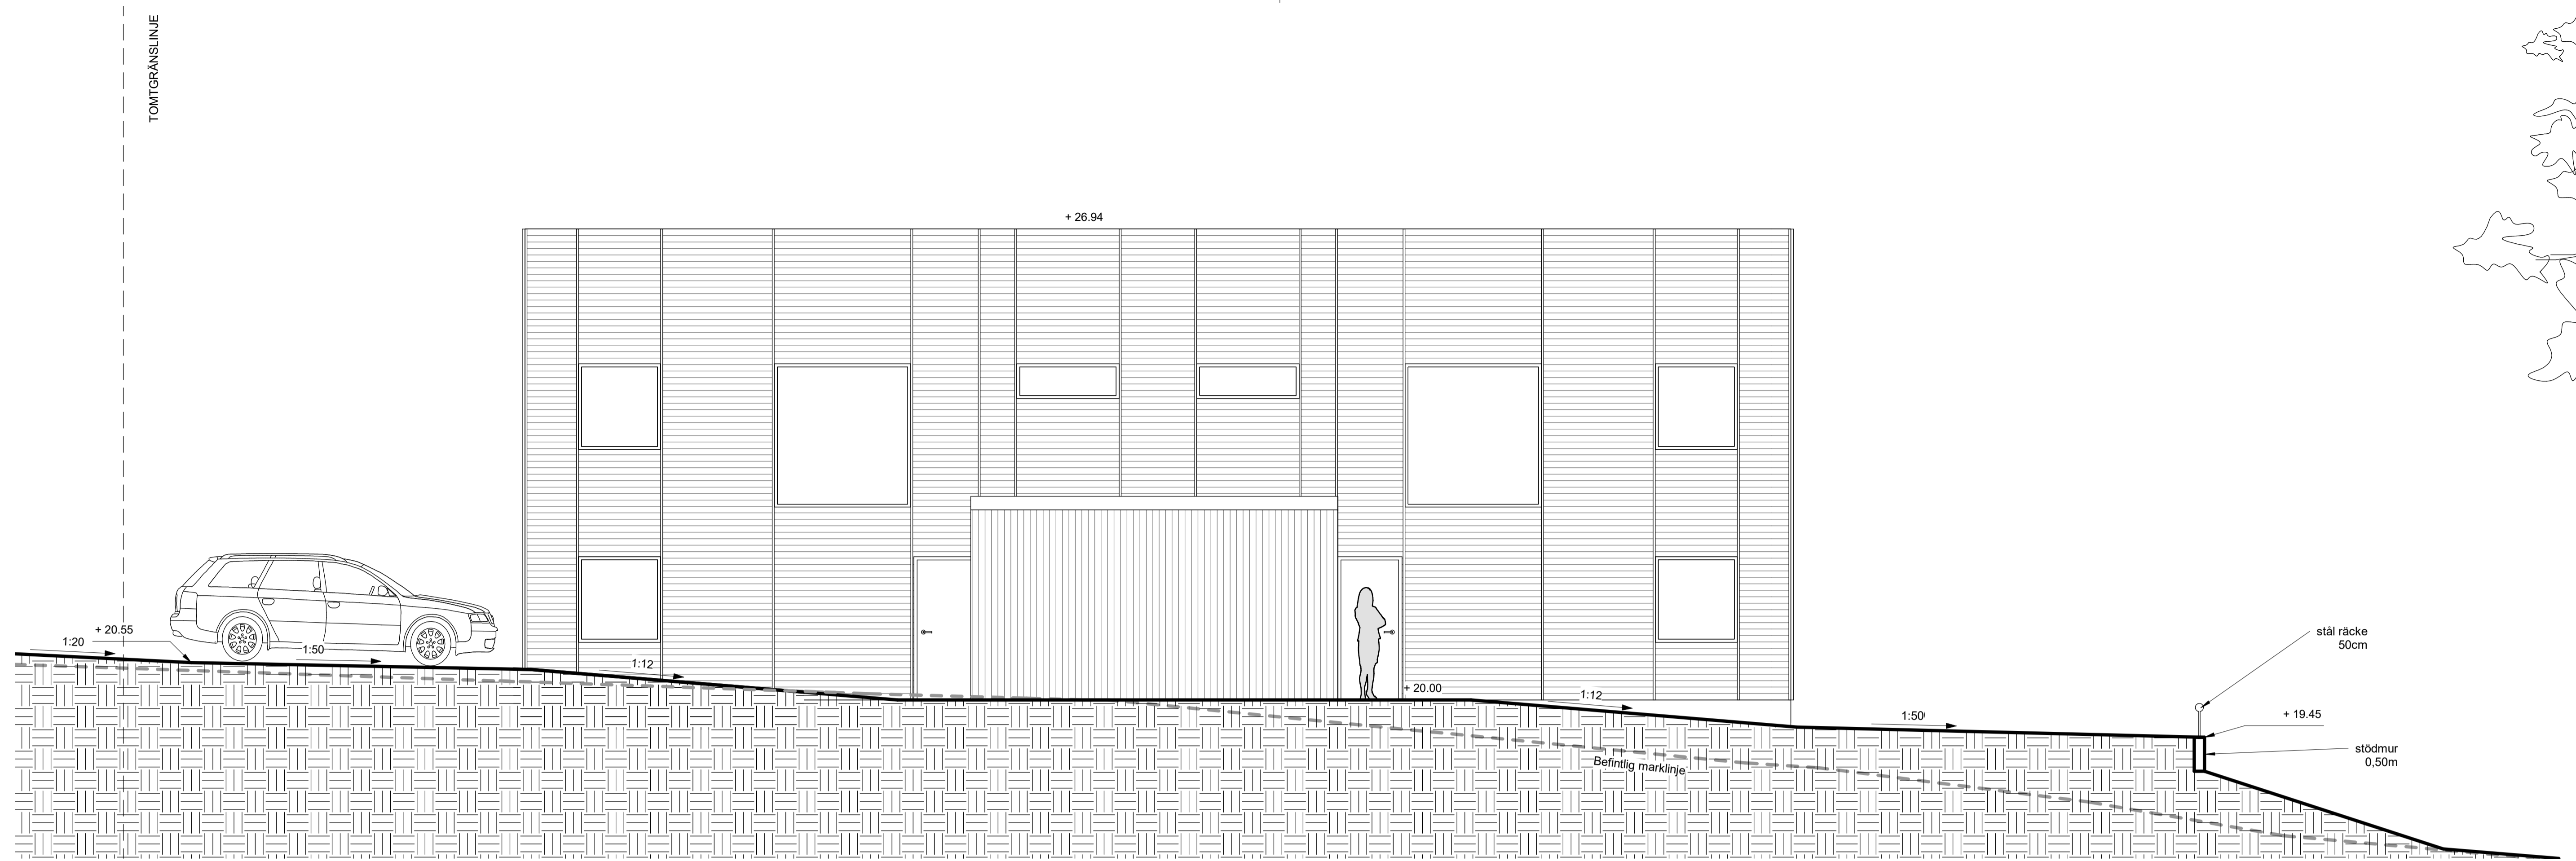 TOMTGRÄNSLINJE
+ 26.94
+ 20.55
1:20
1:50
1:12
+ 20.00
1:12
1:50
Befintlig marklinje
stål räcke
50cm
+ 19.45
stödmur
0,50m